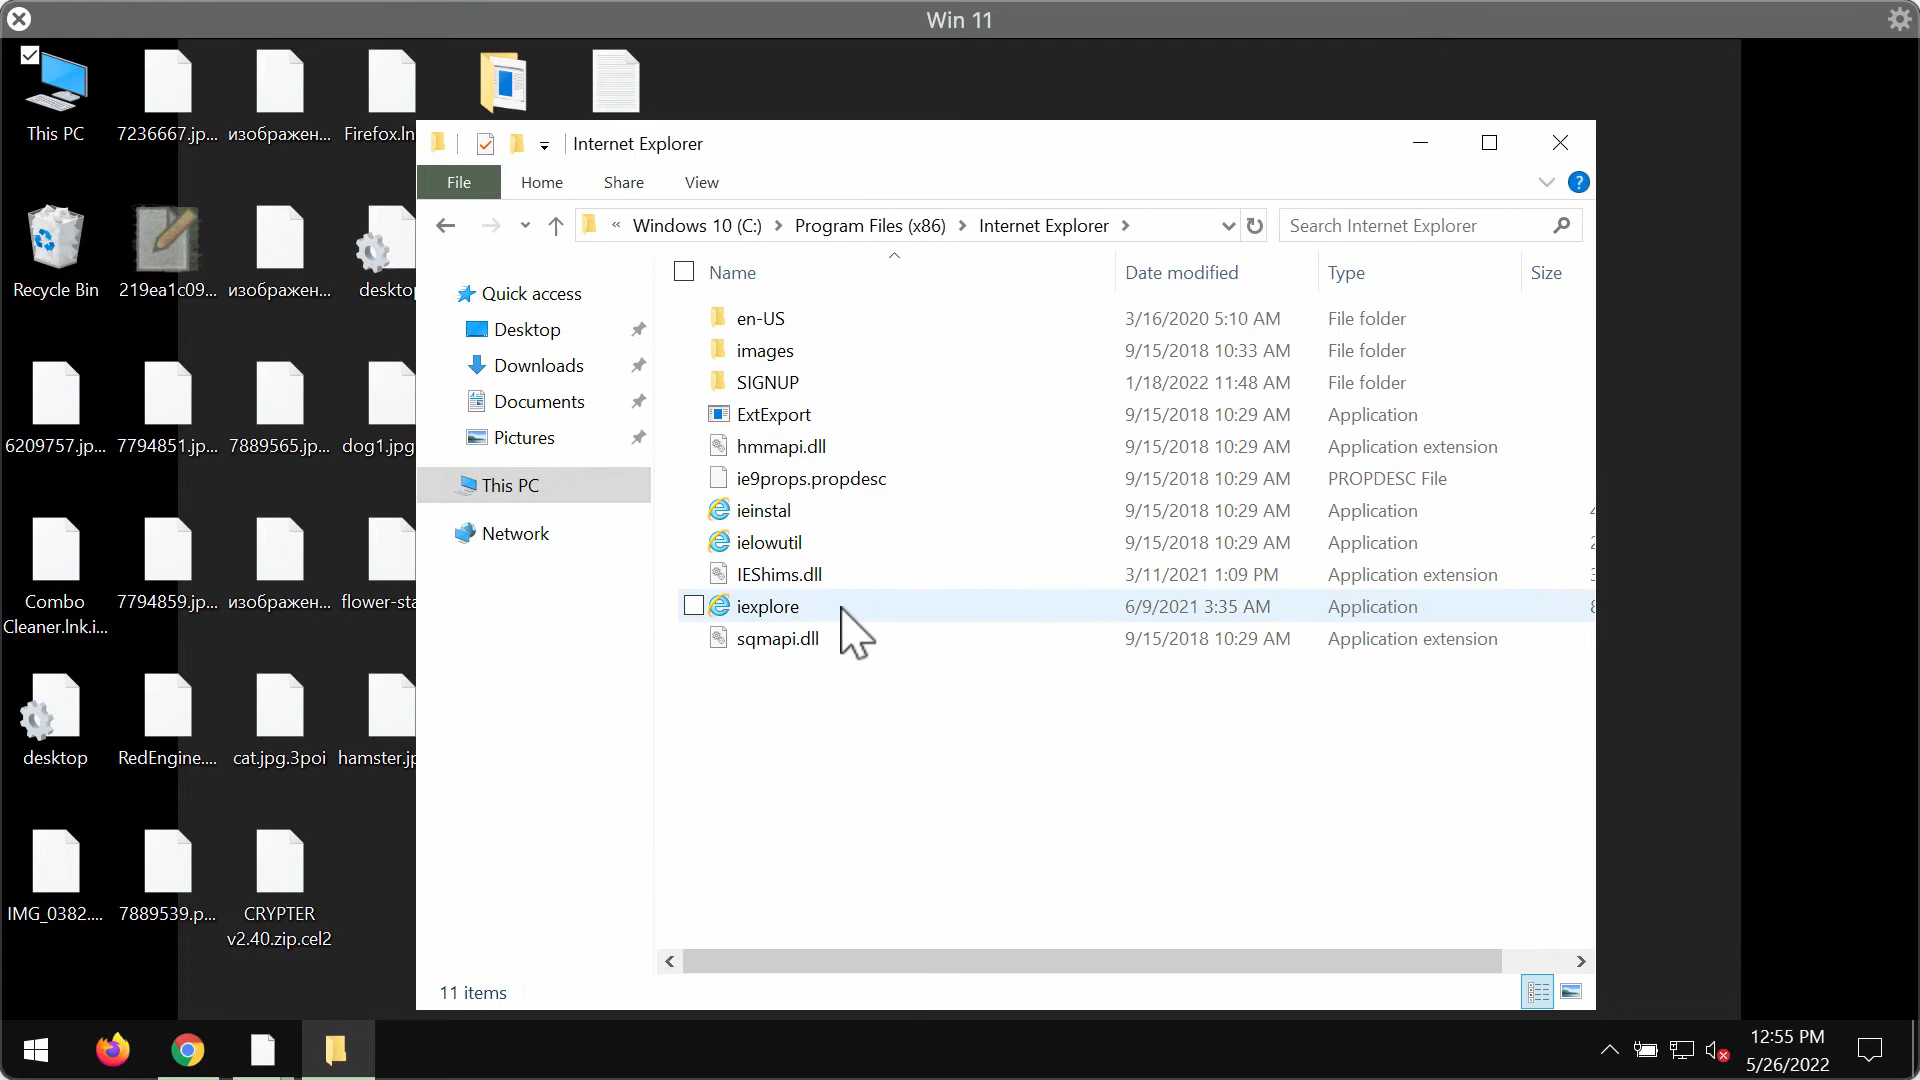 Win 11
This PC
7236667.jp...
изображен...
Firefox.ln
Recycle Bin
219ea1c09...
изображен...
desktop
6209757.jp...
7794851.jp...
7889565.jp...
dog1.jpg
Combo
Cleaner.lnk.i...
7794859.jp...
изображен...
flower-sta
desktop
RedEngine....
cat.jpg.3poi
hamster.jp
IMG_0382....
7889539.p...
CRYPTER
v2.40.zip.cel2
Internet Explorer
File Home Share View
« Windows 10 (C:) > Program Files (x86) > Internet Explorer >
Search Internet Explorer
Quick access
Desktop
Downloads
Documents
Pictures
This PC
Network
Name Date modified Type Size
en-US 3/16/2020 5:10 AM File folder
images 9/15/2018 10:33 AM File folder
SIGNUP 1/18/2022 11:48 AM File folder
ExtExport 9/15/2018 10:29 AM Application
hmmapi.dll 9/15/2018 10:29 AM Application extension
ie9props.propdesc 9/15/2018 10:29 AM PROPDESC File
ieinstal 9/15/2018 10:29 AM Application
ielowutil 9/15/2018 10:29 AM Application
IEShims.dll 3/11/2021 1:09 PM Application extension
iexplore 6/9/2021 3:35 AM Application
sqmapi.dll 9/15/2018 10:29 AM Application extension
11 items
12:55 PM
5/26/2022